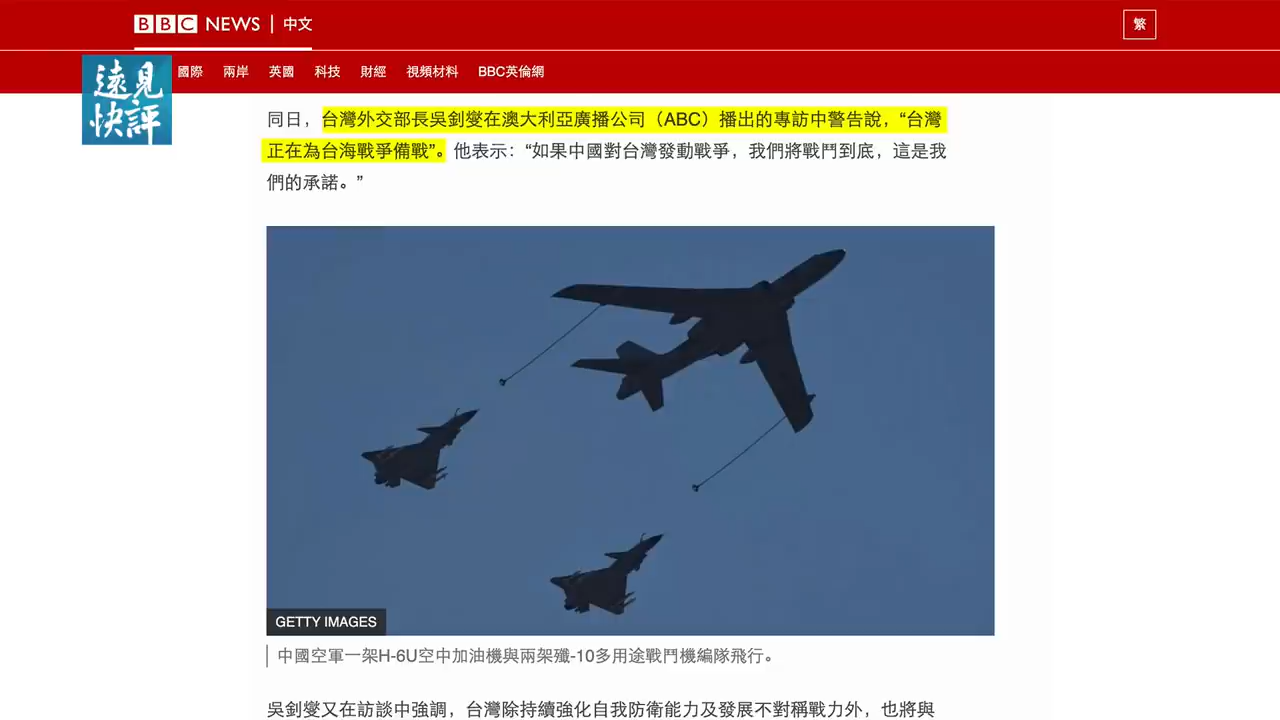 BBC NEWS | 中文
繁
國際 兩岸 英國 科技 財經 視頻材料 BBC英倫網
遠見
快評
同日，台灣外交部長吳釗燮在澳大利亞廣播公司（ABC）播出的專訪中警告說，“台灣
正在為台海戰爭備戰”。他表示：“如果中國對台灣發動戰爭，我們將戰鬥到底，這是我
們的承諾。”
GETTY IMAGES
中國空軍一架H-6U空中加油機與兩架殲-10多用途戰鬥機編隊飛行。
吳釗燮又在訪談中強調，台灣除持續強化自我防衛能力及發展不對稱戰力外，也將與